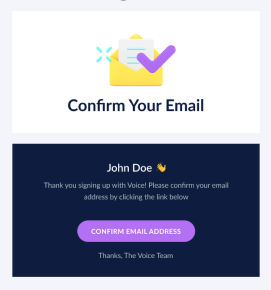 Confirm Your Email
John Doe 👋
Thank you signing up with Voice! Please confirm your email
address by clicking the link below
CONFIRM EMAIL ADDRESS
Thanks, The Voice Team